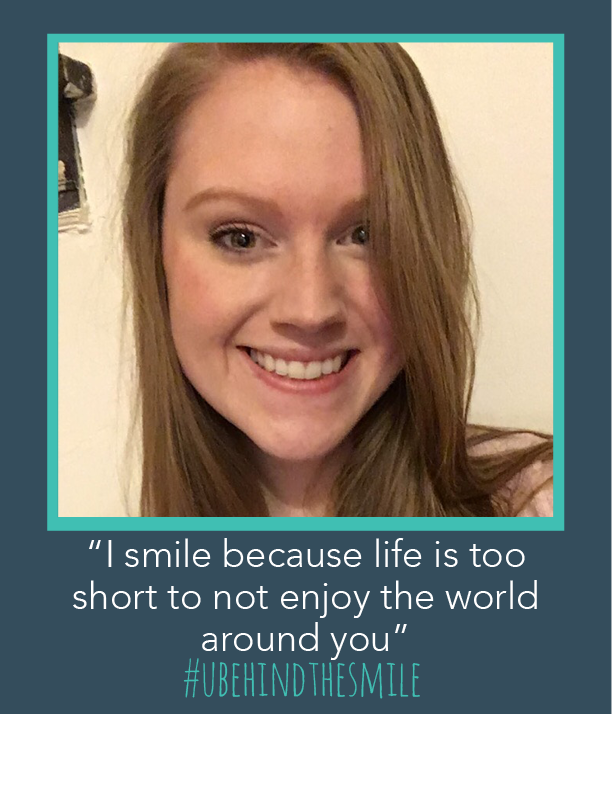 “I smile because life is too
short to not enjoy the world
around you”
#UBEHINDTHESMILE